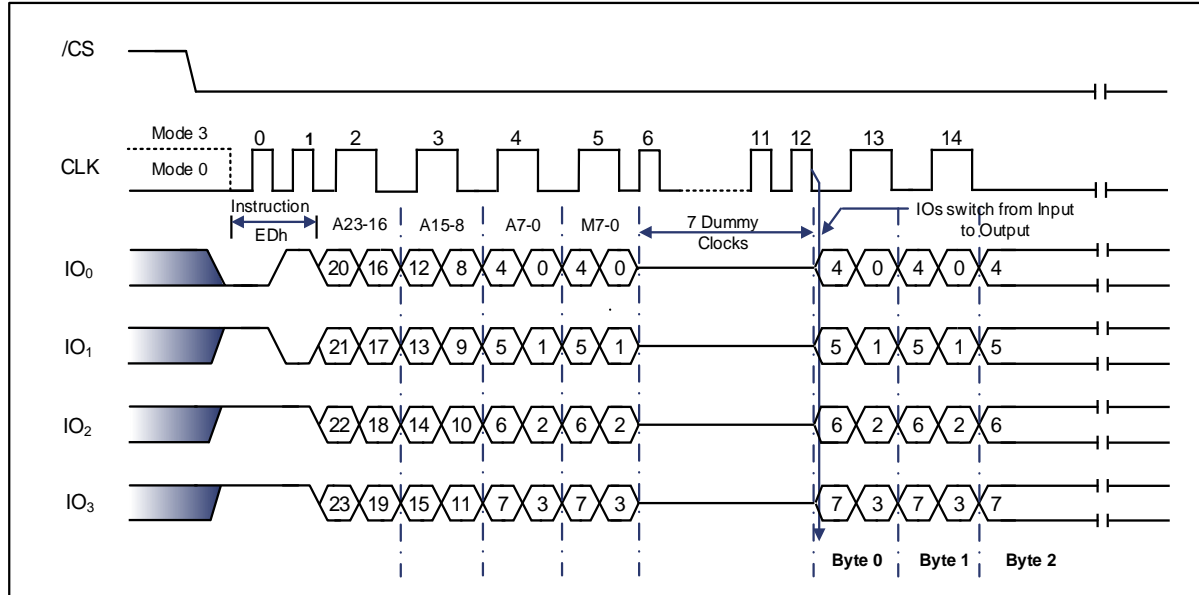 /CS
Mode 3
0 1 2 3 4 5 6 11 12 13 14
CLK
Mode 0
Instruction
EDh
A23-16 A15-8 A7-0 M7-0
7 Dummy
Clocks
IOs switch from Input
to Output
IO0 20 16 12 8 4 0 4 0 4 0 4 0 4
IO1 21 17 13 9 5 1 5 1 5 1 5 1 5
IO2 22 18 14 10 6 2 6 2 6 2 6 2 6
IO3 23 19 15 11 7 3 7 3 7 3 7 3 7
Byte 0 Byte 1 Byte 2